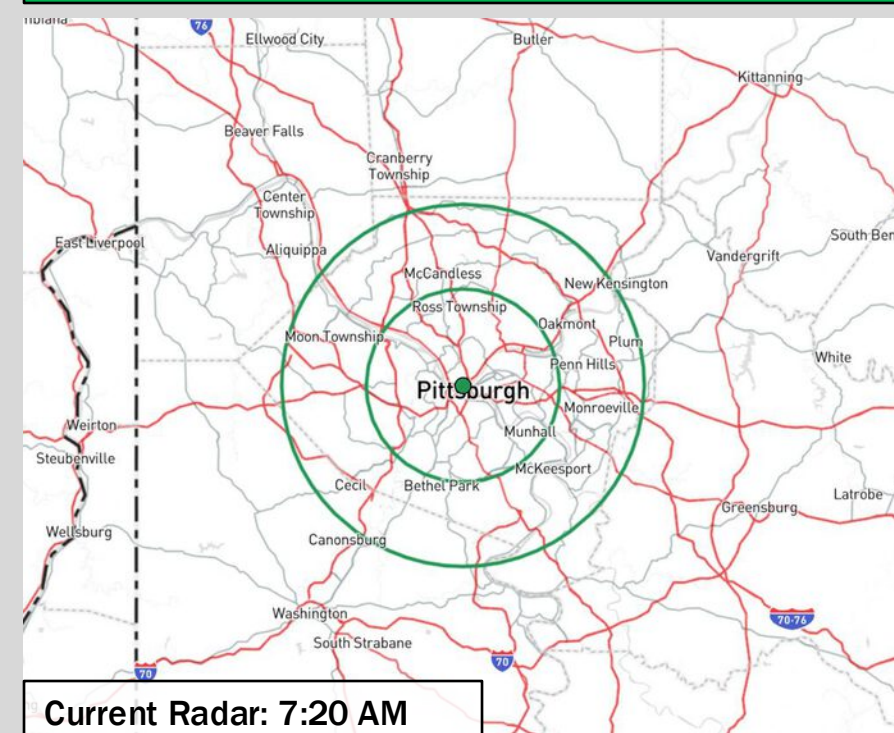 76
Ellwood City
Butler
Kittanning
Beaver Falls
Cranberry
Township
Center
Township
East Liverpool
Aliquippa
South Ben
Vandergrift
McCandless
New Kensington
Ross Township
Oakmont
Moon Township
Plum
White
Penn Hills
Pittsburgh
Monroeville
Weirton
Munhall
Steubenville
McKeesport
Cecil
Bethel Park
Latrobe
Greensburg
Wellsburg
Canonsburg
Washington
70-76
South Strabane
70
70
Current Radar: 7:20 AM